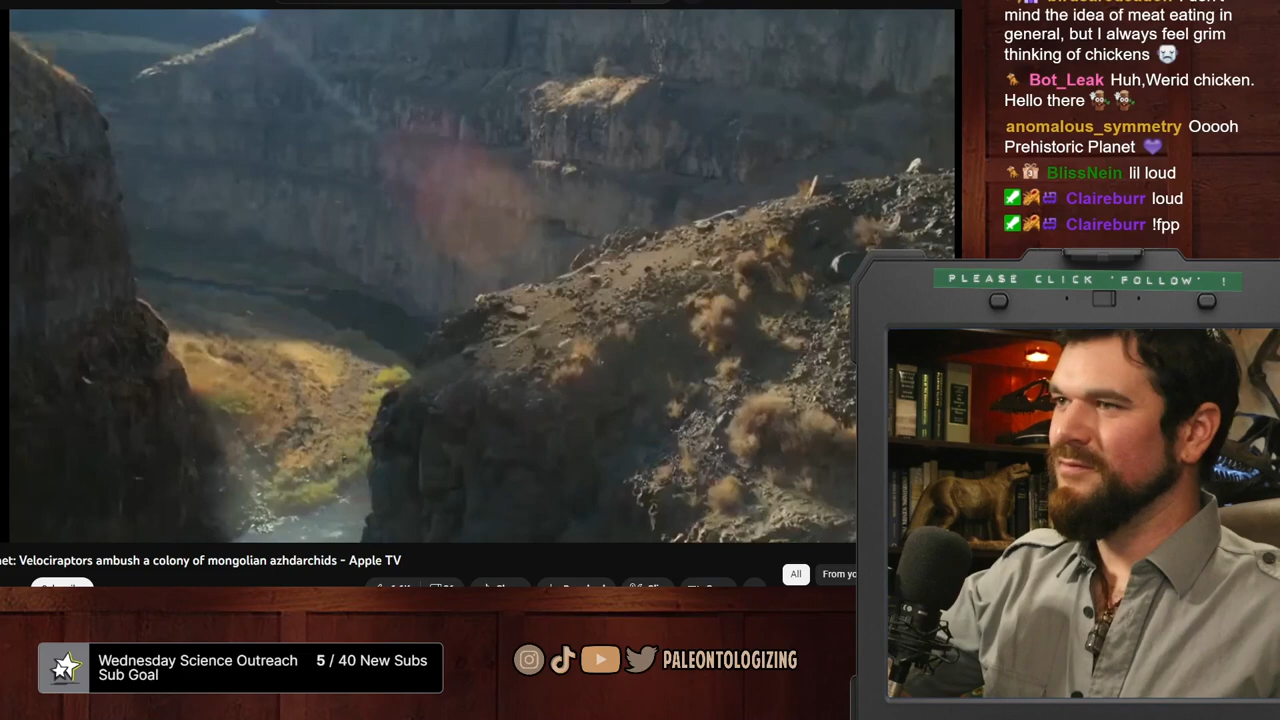 mind the idea of meat eating in
general, but I always feel grim
thinking of chickens
Bot_Leak Huh,Werid chicken.
Hello there
anomalous_symmetry Ooooh
Prehistoric Planet
BlissNein lil loud
Claireburr loud
Claireburr !fpp
PLEASE CLICK 'FOLLOW' !
et: Velociraptors ambush a colony of mongolian azhdarchids - Apple TV
All
From yo
Wednesday Science Outreach 5 / 40 New Subs
Sub Goal
PALEONTOLOGIZING